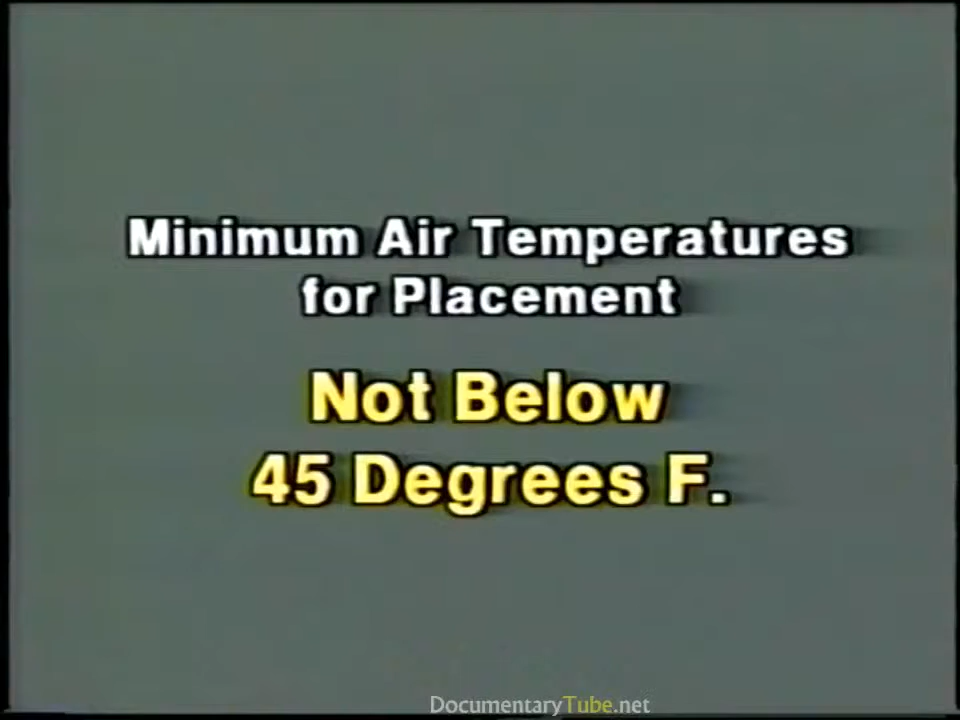 Minimum Air Temperatures
for Placement
Not Below
45 Degrees F.
DocumentaryTube.net